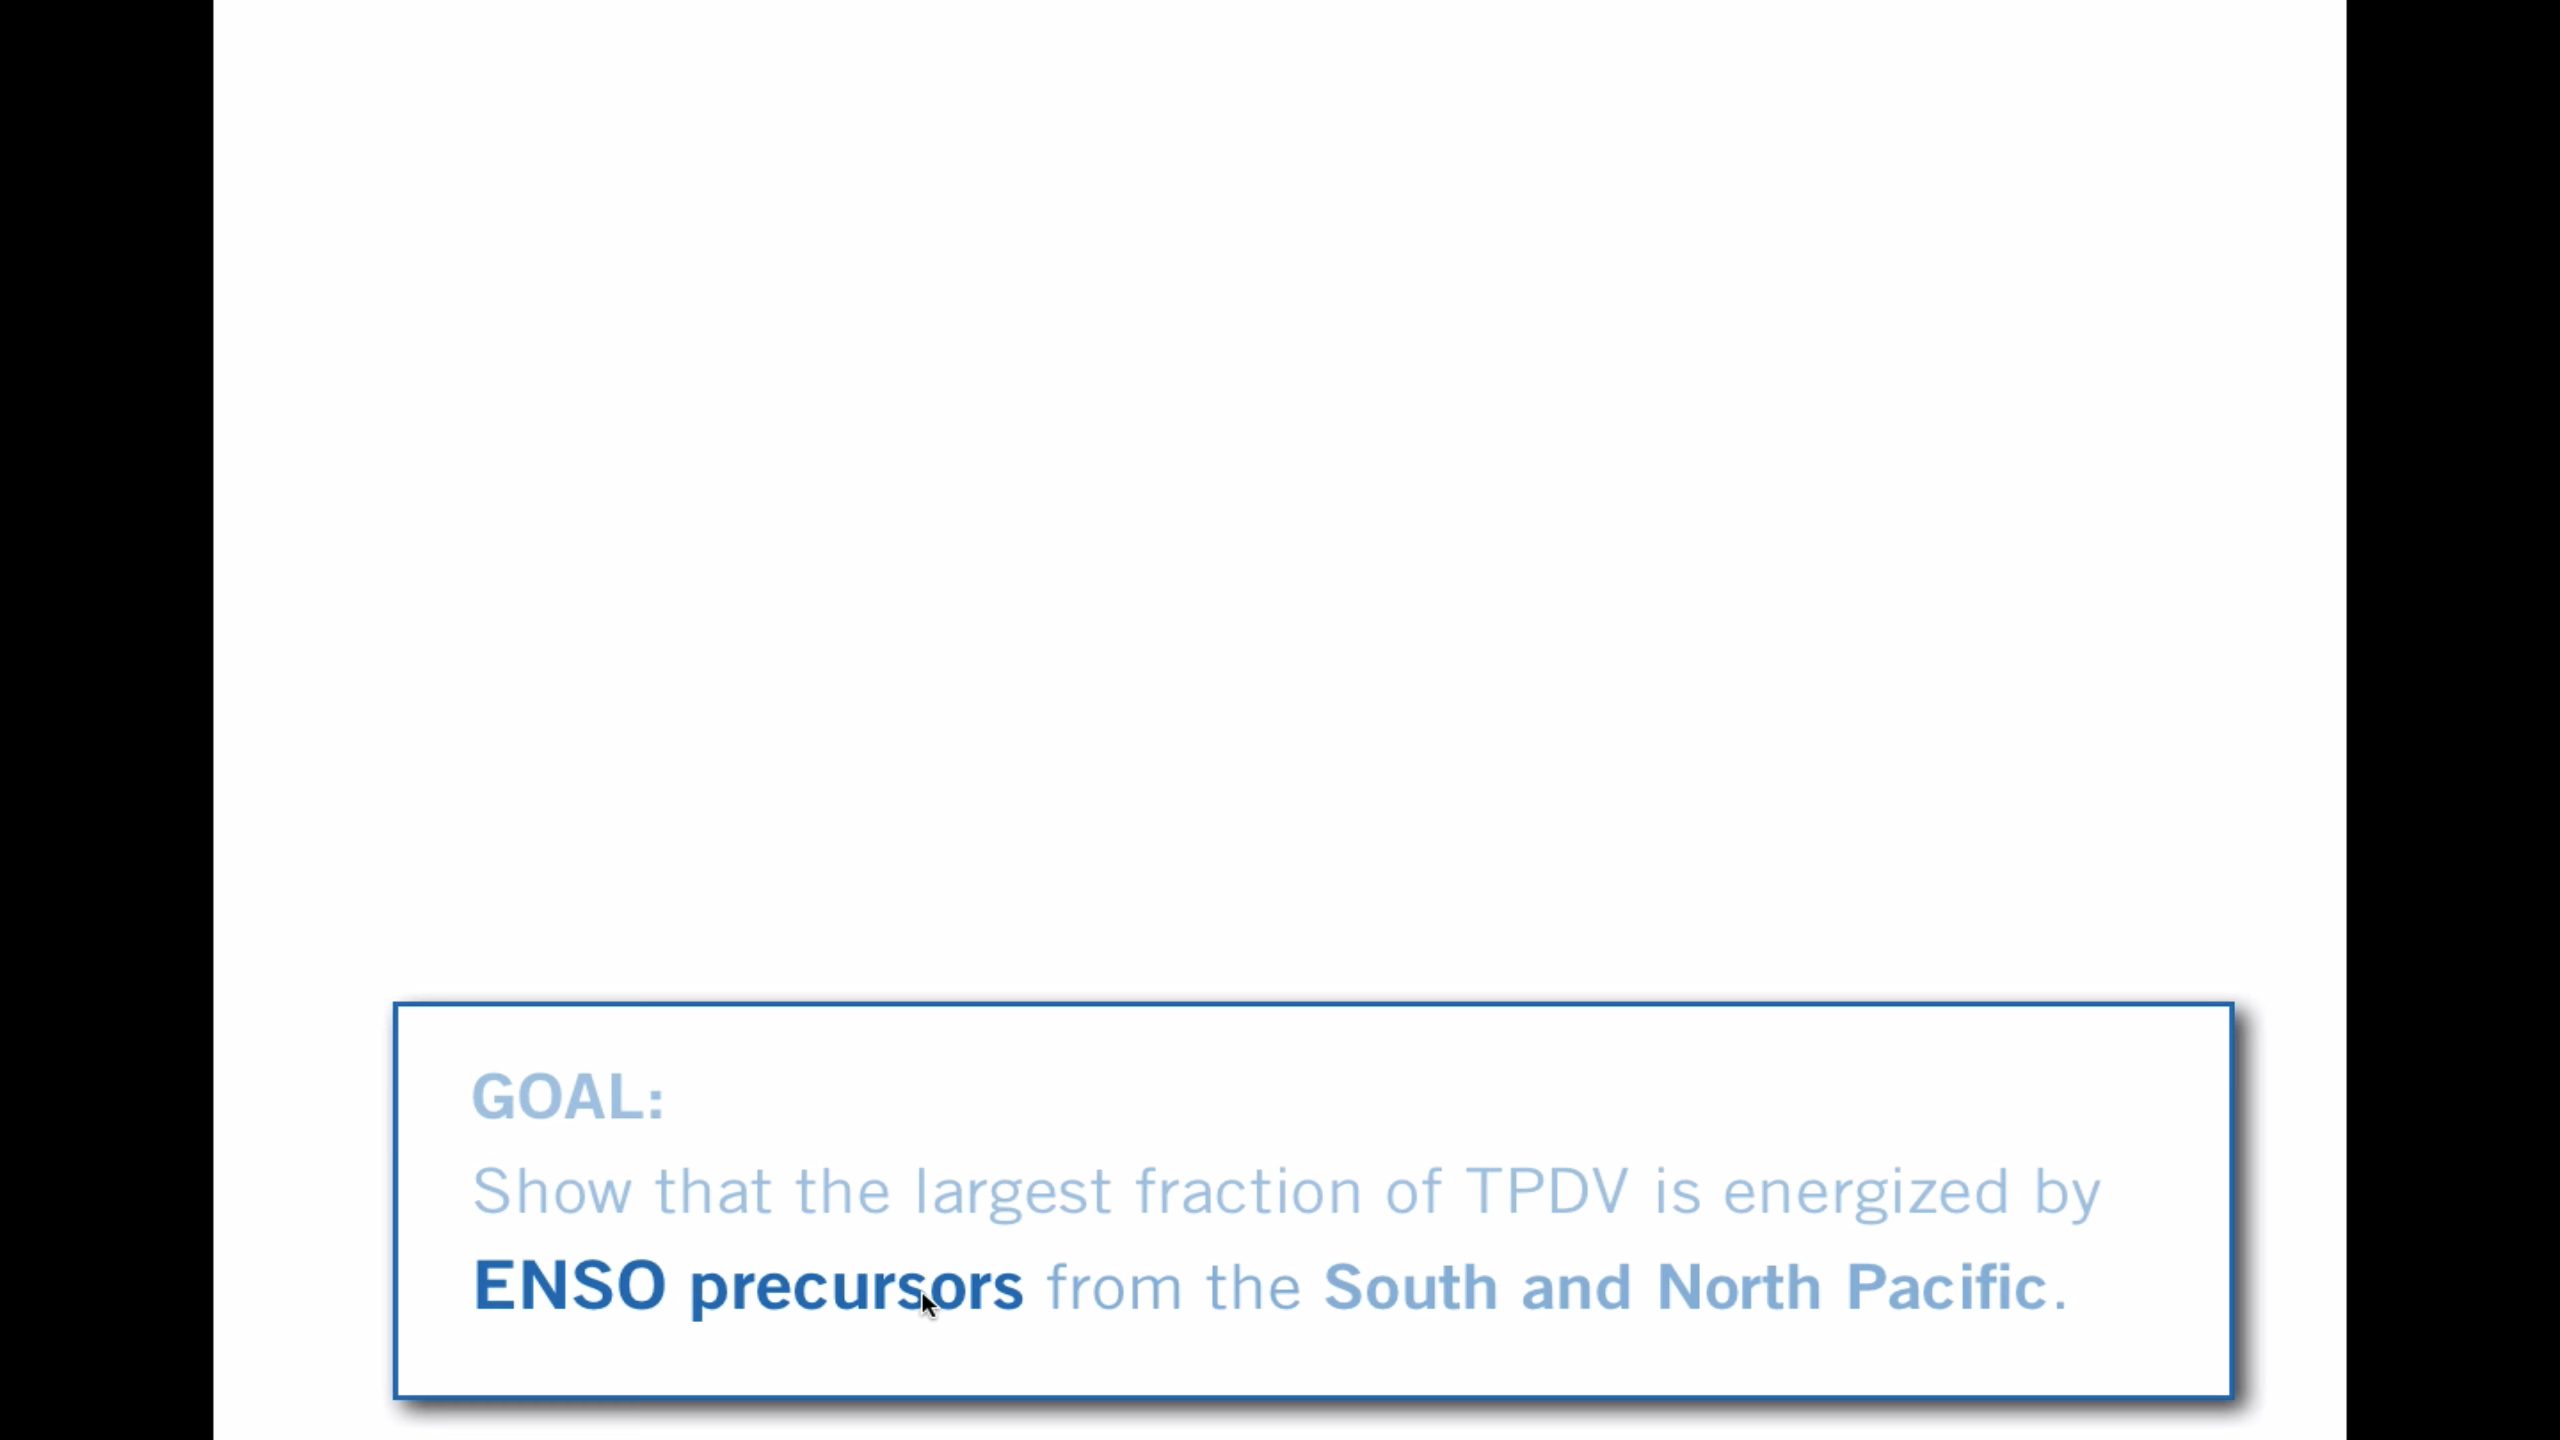 GOAL:
Show that the largest fraction of TPDV is energized by
ENSO precursors from the South and North Pacific.